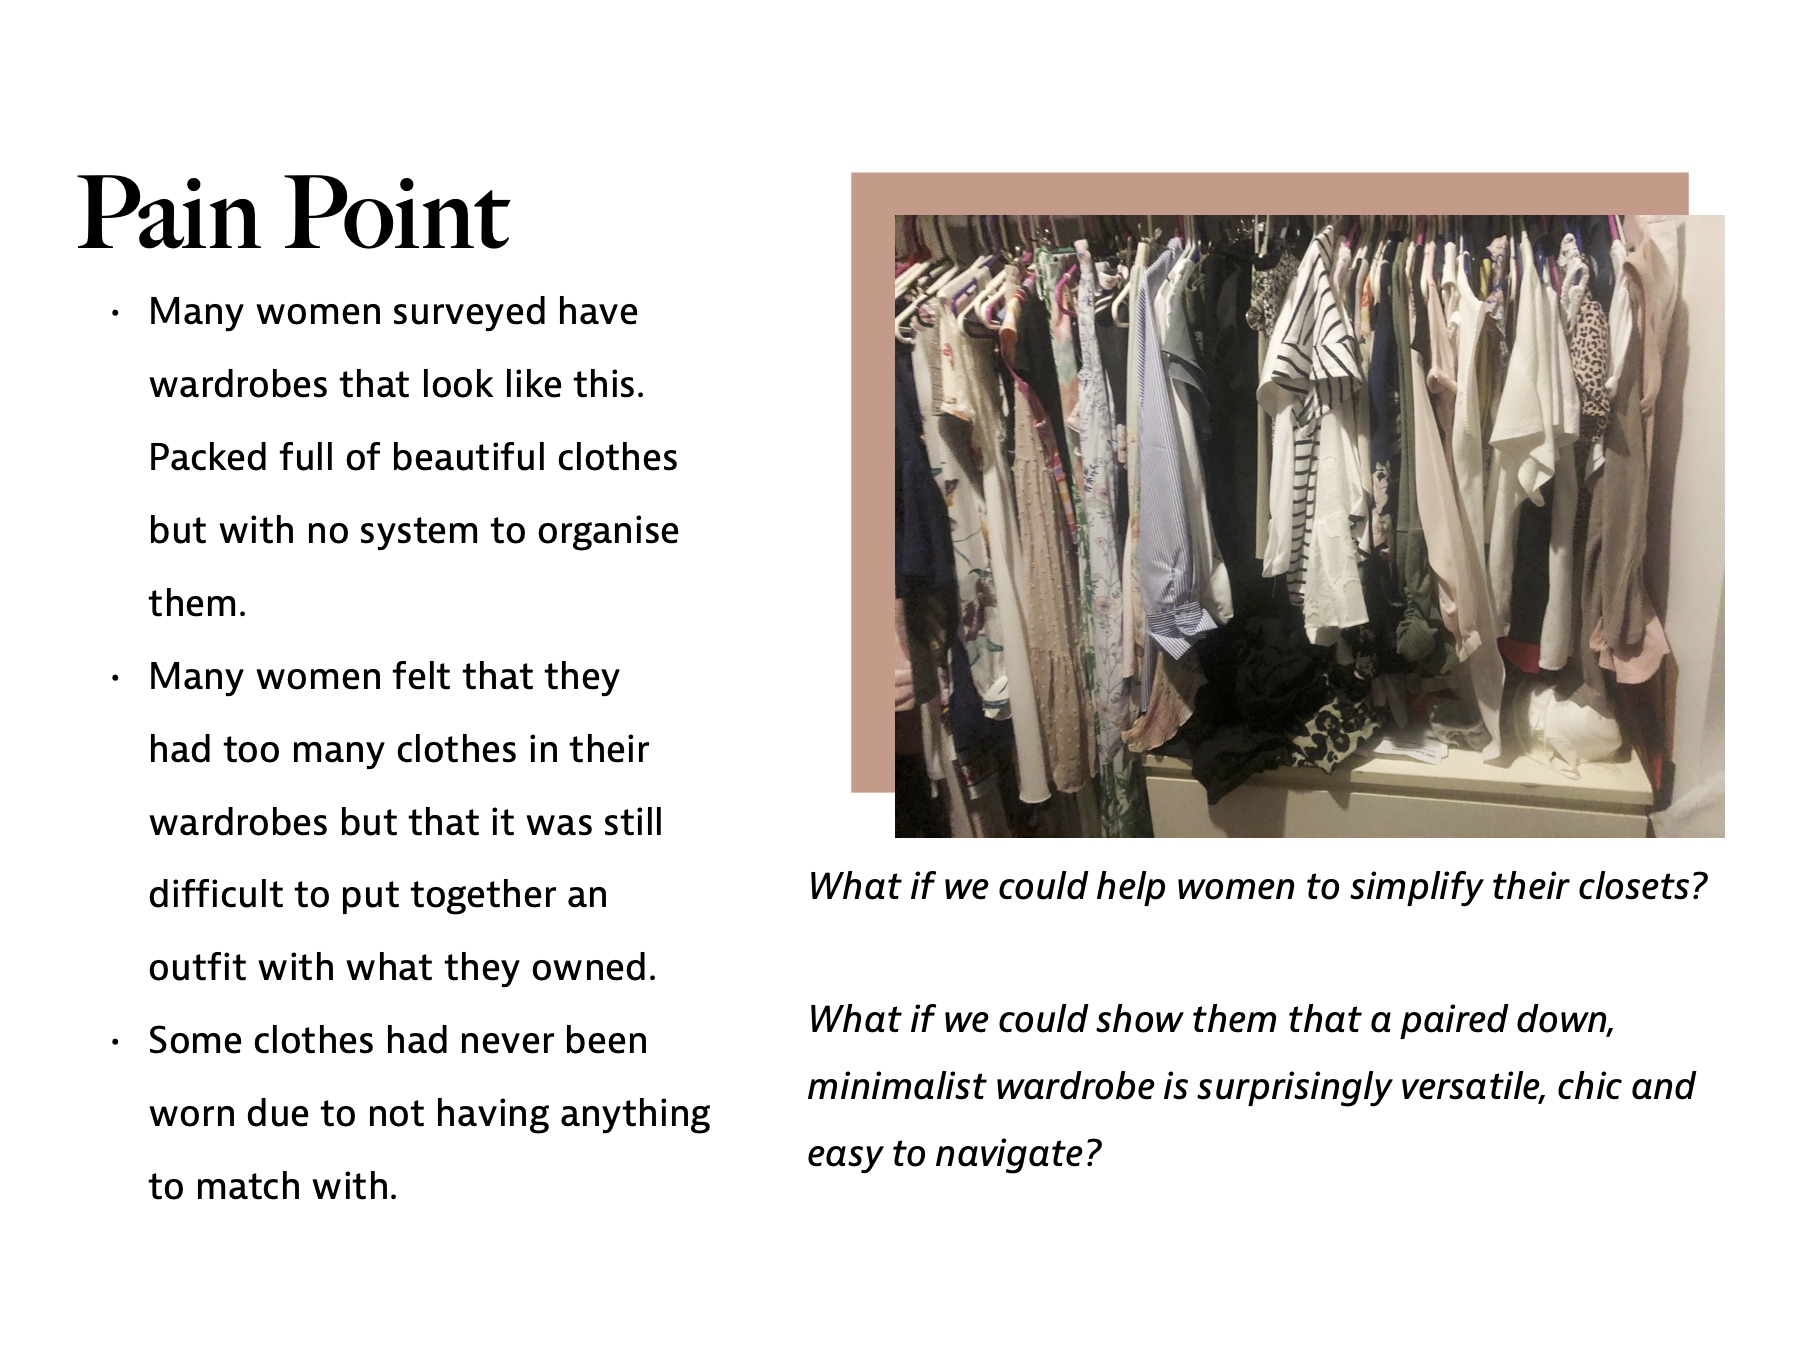 Pain Point
· Many women surveyed have
wardrobes that look like this.
Packed full of beautiful clothes
but with no system to organise
them.
· Many women felt that they
had too many clothes in their
wardrobes but that it was still
difficult to put together an
outfit with what they owned.
· Some clothes had never been
worn due to not having anything
to match with.
What if we could help women to simplify their closets?
What if we could show them that a paired down,
minimalist wardrobe is surprisingly versatile, chic and
easy to navigate?